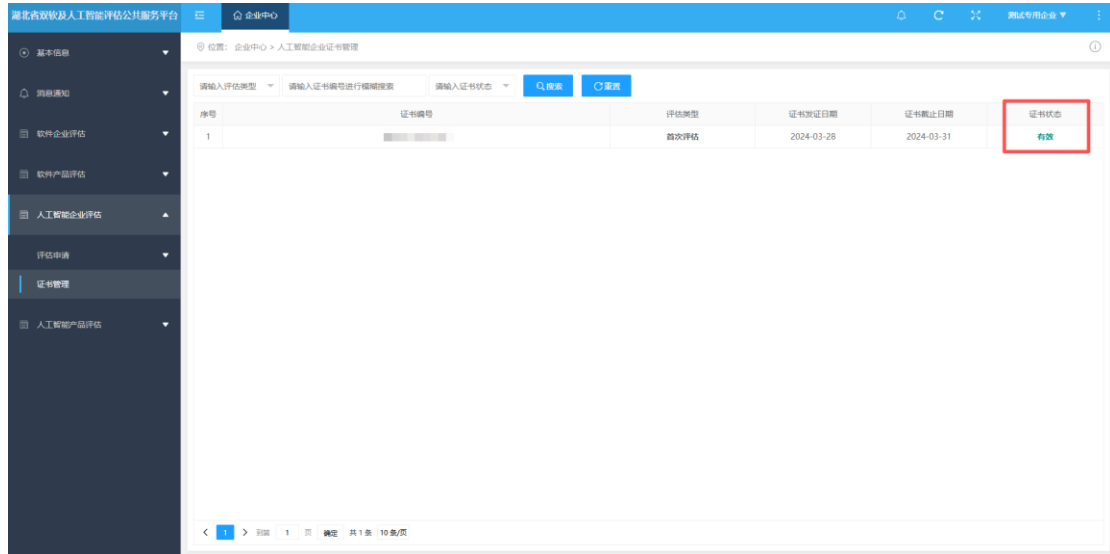 湖北省双软及人工智能评估公共服务平台
企业中心
测试专用企业
基本信息
消息通知
软件企业评估
软件产品评估
人工智能企业评估
评估申请
证书管理
人工智能产品评估
位置： 企业中心 > 人工智能企业证书管理
请输入评估类型 请输入证书编号进行模糊搜索 请输入证书状态 搜索 重置
序号 证书编号 评估类型 证书发证日期 证书截止日期 证书状态
1 首次评估 2024-03-28 2024-03-31 有效
1 到第 1 页 确定 共 1 条 10 条/页